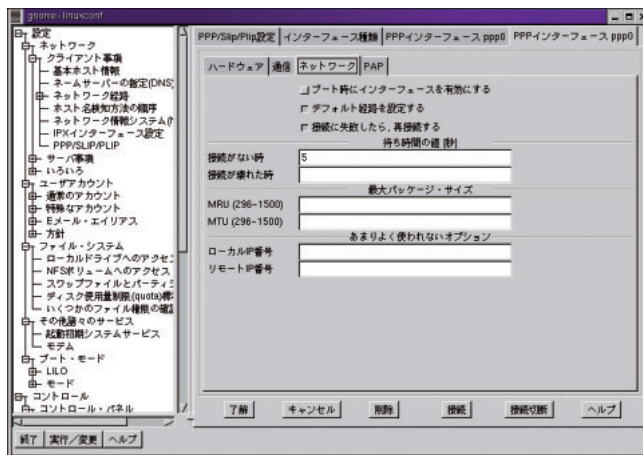 gnome-linuxconf
設定
ネットワーク
クライアント事項
基本ホスト情報
ネームサーバーの指定(DNS)
ネットワーク経路
ホスト名検知方法の順序
ネットワーク情報システム(N
IPXインターフェース設定
PPP/SLIP/PLIP
サーバ事項
いろいろ
ユーザアカウント
通常のアカウント
特殊なアカウント
Eメール・エイリアス
方針
ファイル・システム
ローカルドライブへのアクセス
NFSボリュームへのアクセス
スワップファイルとパーティシ
ディスク使用量制限(quota)標
いくつかのファイル権限の確認
その他諸々のサービス
起動初期システムサービス
モデム
ブート・モード
LILO
モード
コントロール
コントロール・パネル
終了 実行/変更 ヘルプ
PPP/Slip/Plip設定 インターフェース種類 PPPインターフェース ppp0 PPPインターフェース ppp0
ハードウェア 通信 ネットワーク PAP
ブート時にインターフェースを有効にする
デフォルト経路を設定する
接続に失敗したら、再接続する
待ち時間の値[秒]
接続がない時 5
接続が壊れた時
最大パッケージ・サイズ
MRU (296-1500)
MTU (296-1500)
あまりよく使われないオプション
ローカルIP番号
リモートIP番号
了解 キャンセル 削除 接続 接続切断 ヘルプ